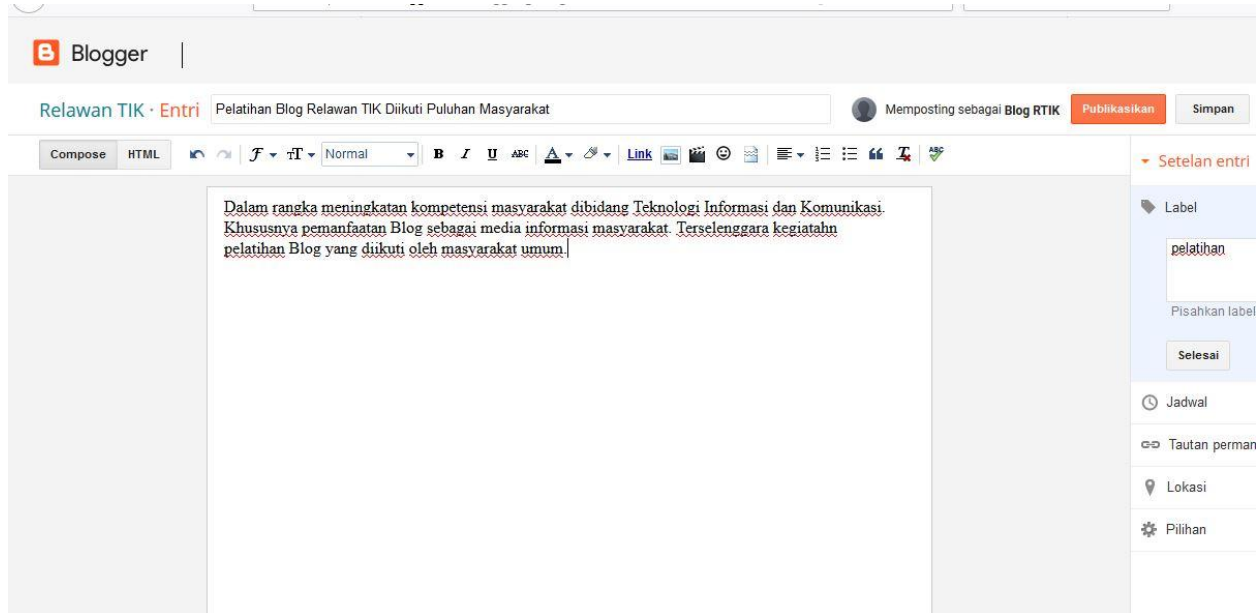 Blogger
Relawan TIK · Entri Pelatihan Blog Relawan TIK Diikuti Puluhan Masyarakat Memposting sebagai Blog RTIK Publikasikan Simpan
Compose HTML Normal B I U ABC A Link ABC
Setelan entri
Dalam rangka meningkatan kompetensi masyarakat dibidang Teknologi Informasi dan Komunikasi.
Khususnya pemanfaatan Blog sebagai media informasi masyarakat. Terselenggara kegiatahn
pelatihan Blog yang diikuti oleh masyarakat umum.
Label
pelatihan
Pisahkan label
Selesai
Jadwal
Tautan perman
Lokasi
Pilihan